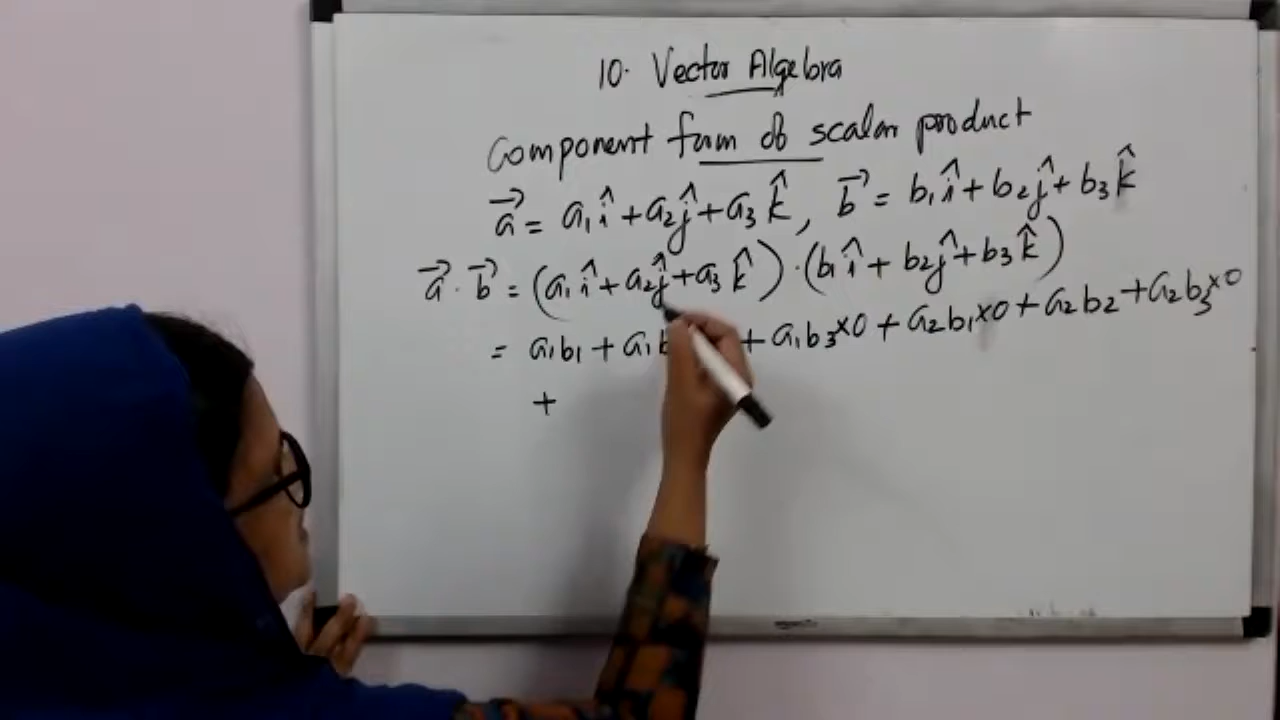 10. Vector Algebra
Component form of scalar product
a⃗ = a₁î + a₂ĵ + a₃k̂, b⃗ = b₁î + b₂ĵ + b₃k̂
a⃗ · b⃗ = (a₁î + a₂ĵ + a₃k̂) · (b₁î + b₂ĵ + b₃k̂)
= a₁b₁ + a₁b + a₁b₃×0 + a₂b₁×0 + a₂b₂ + a₂b₃×0
+